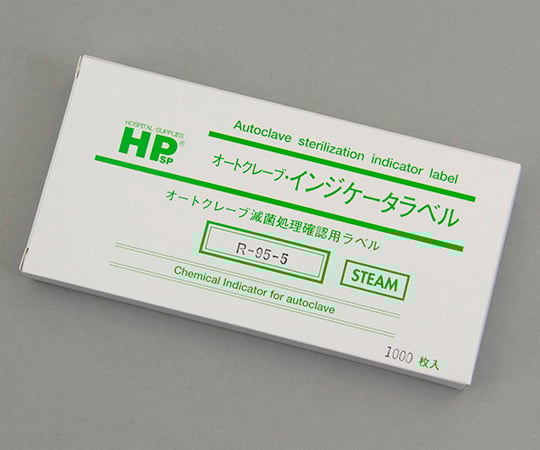 HOSPITAL-SUPPLIES
HP®
SP
Autoclave sterilization indicator label
オートクレーブ・インジケータラベル
オートクレーブ滅菌処理確認用ラベル
R-95-5
STEAM
Chemical Indicator for autoclave
1000 枚入